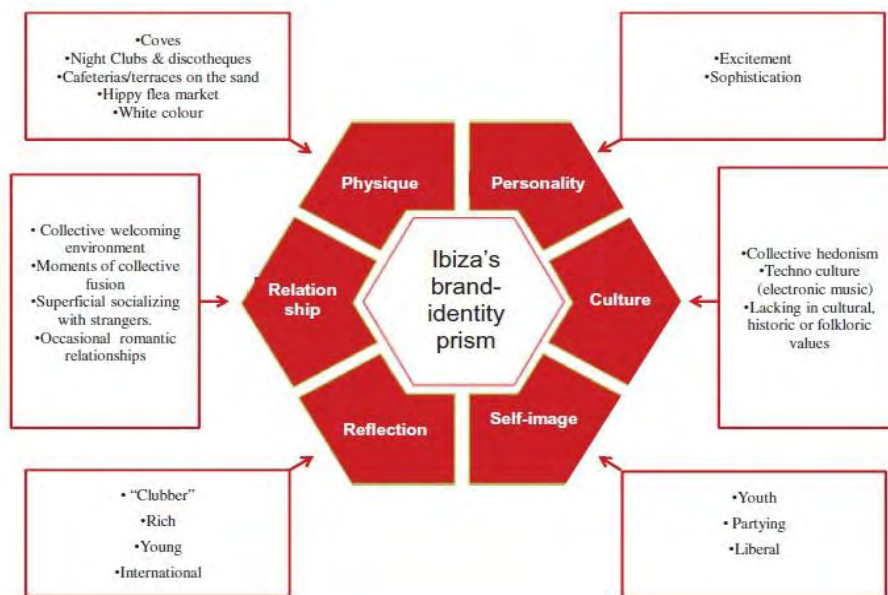 •Coves
•Night Clubs & discotheques
•Cafeterias/terraces on the sand
•Hippy flea market
•White colour
•Excitement
•Sophistication
Physique
Personality
• Collective welcoming
environment
•Moments of collective
fusion
• Superficial socializing
with strangers.
•Occasional romantic
relationships
Relation
ship
Ibiza's
brand-
identity
prism
Culture
•Collective hedonism
•Techno culture
(electronic music)
•Lacking in cultural,
historic or folkloric
values
Reflection
Self-image
• “Clubber”
•Rich
•Young
•International
•Youth
•Partying
•Liberal